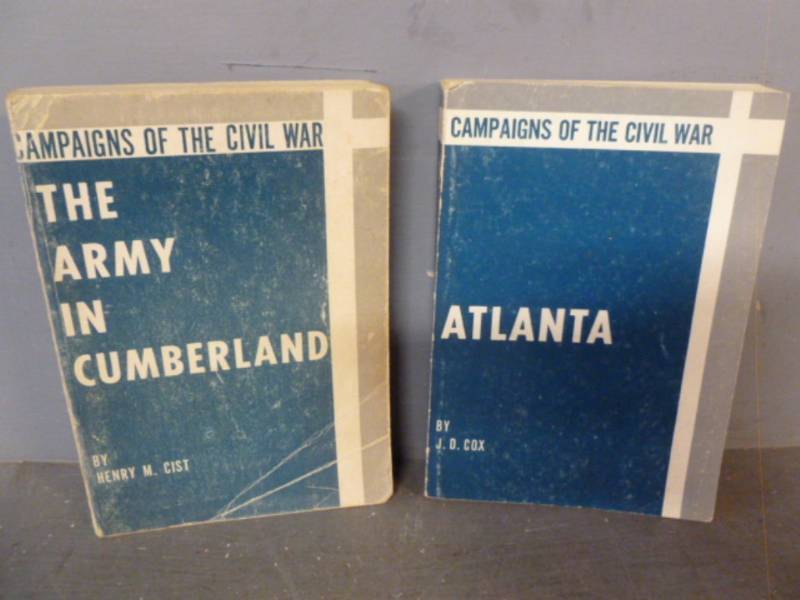 CAMPAIGNS OF THE CIVIL WAR
THE
ARMY
IN
CUMBERLAND
BY
HENRY M. CIST
CAMPAIGNS OF THE CIVIL WAR
ATLANTA
BY
J. D. COX